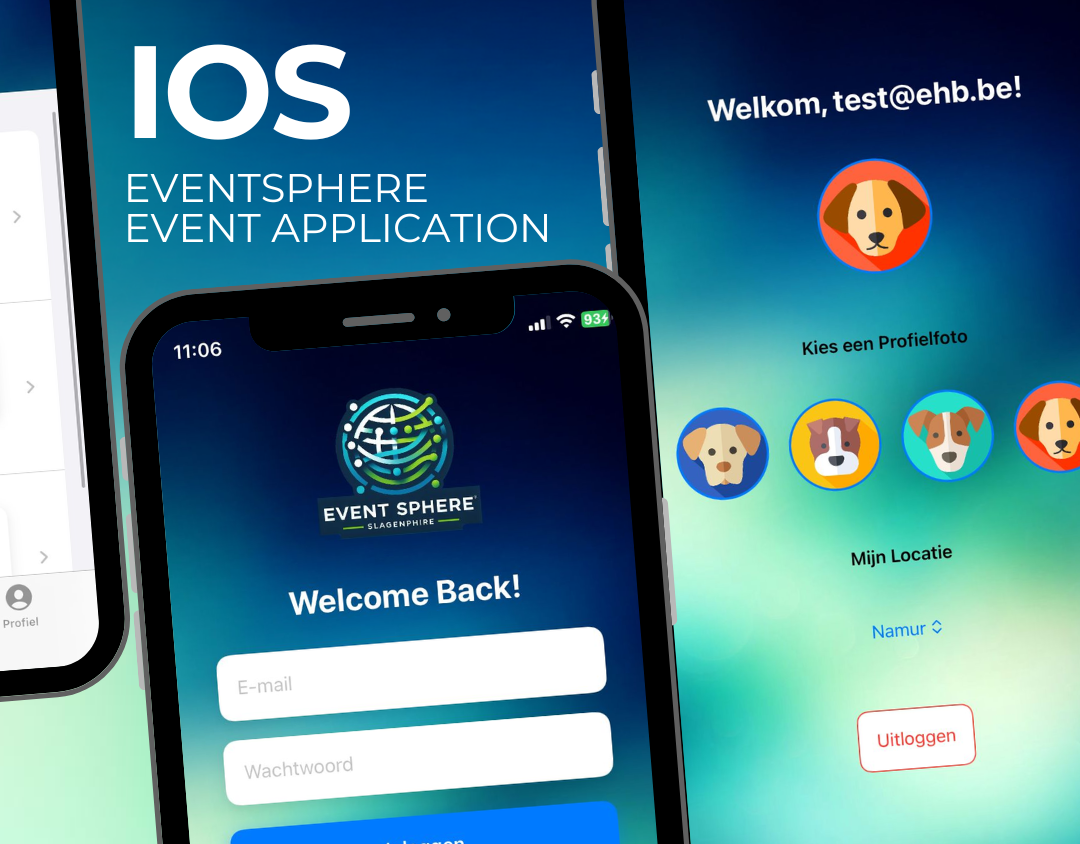 IOS
EVENTSPHERE
EVENT APPLICATION
Profiel
11:06
93
EVENT SPHERE
SLAGENPHIRE
Welcome Back!
E-mail
Wachtwoord
Welkom, test@ehb.be!
Kies een Profielfoto
Mijn Locatie
Namur
Uitloggen